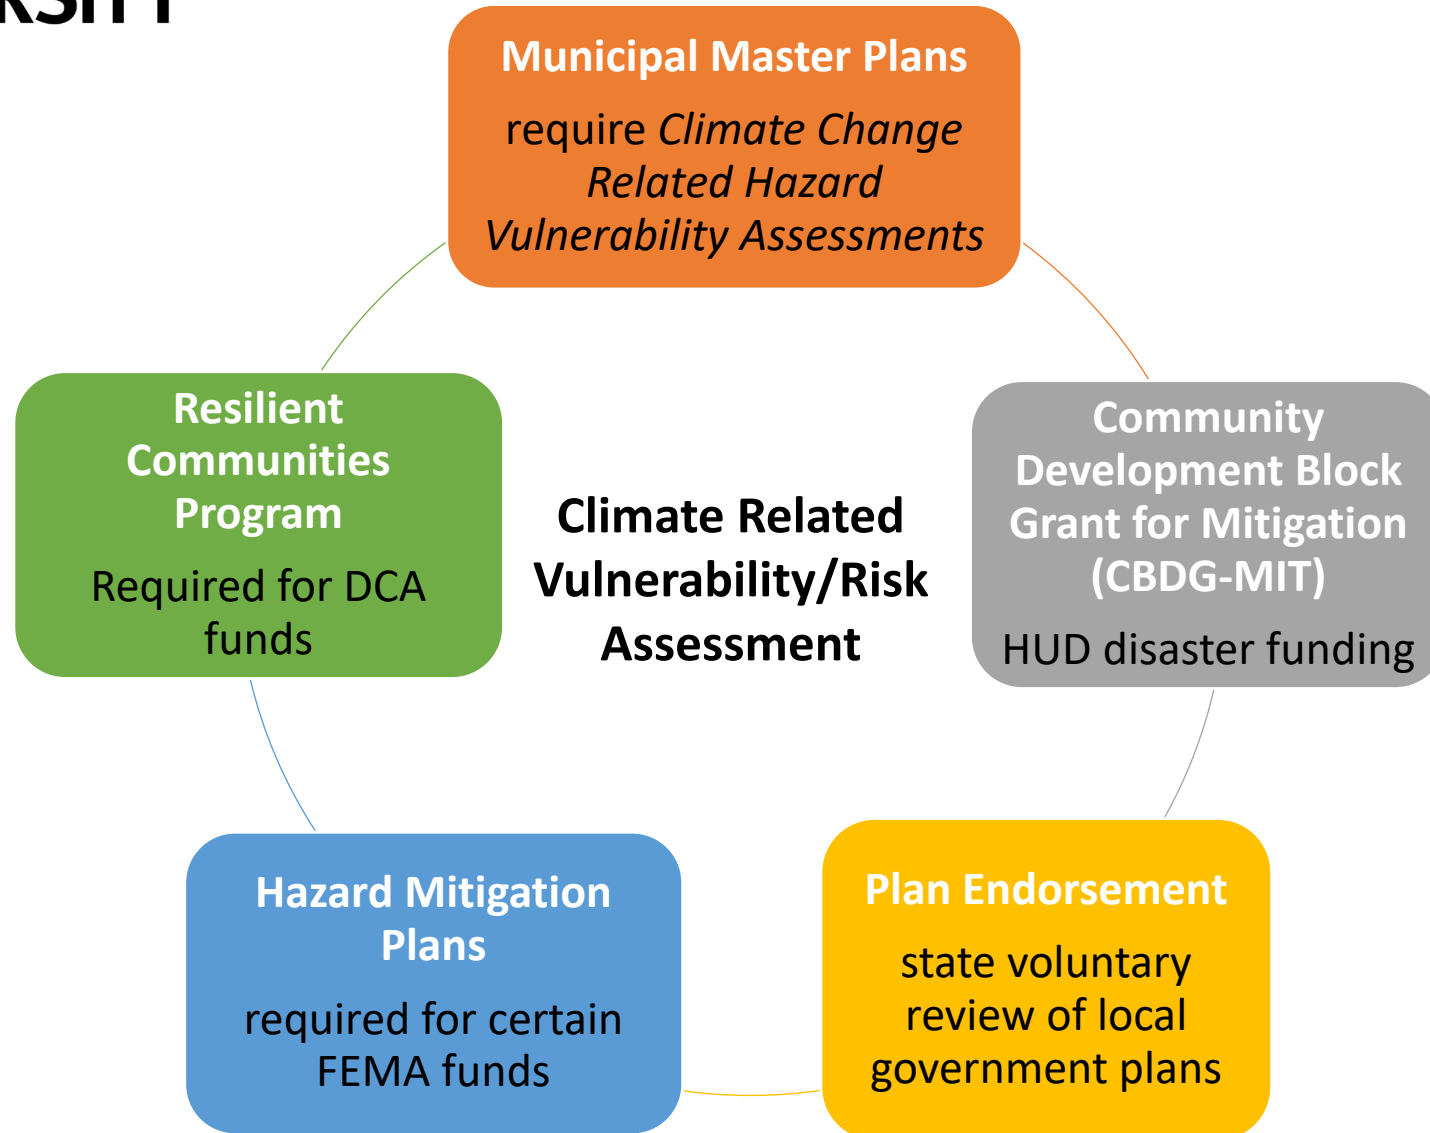 Municipal Master Plans
require Climate Change
Related Hazard
Vulnerability Assessments
Resilient
Communities
Program
Required for DCA
funds
Climate Related
Vulnerability/Risk
Assessment
Community
Development Block
Grant for Mitigation
(CBDG-MIT)
HUD disaster funding
Hazard Mitigation
Plans
required for certain
FEMA funds
Plan Endorsement
state voluntary
review of local
government plans